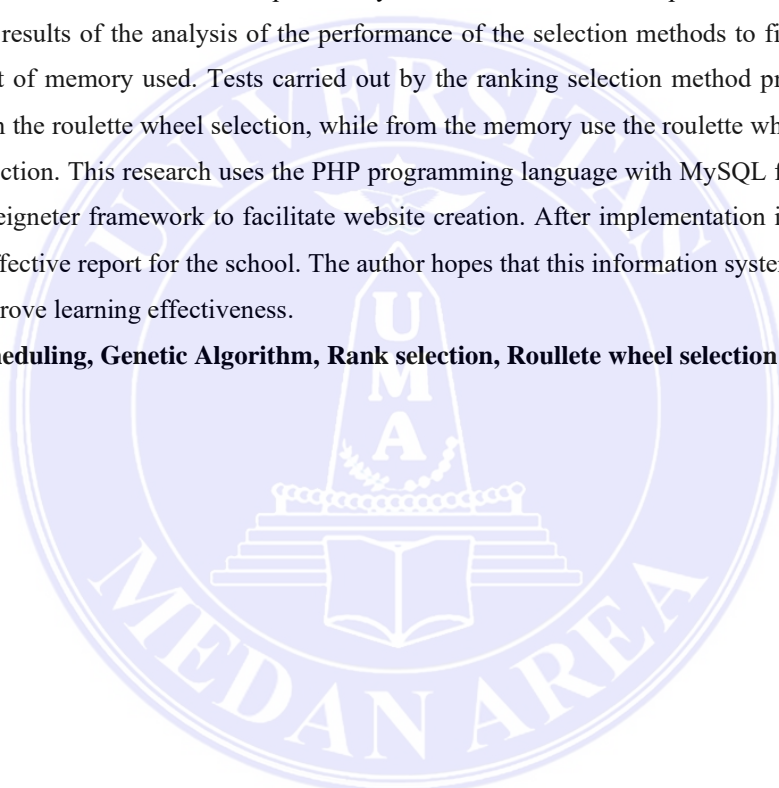 results of the analysis of the performance of the selection methods to fi
t of memory used. Tests carried out by the ranking selection method pr
n the roulette wheel selection, while from the memory use the roulette wh
ction. This research uses the PHP programming language with MySQL f
eigneter framework to facilitate website creation. After implementation i
ffective report for the school. The author hopes that this information syste
rove learning effectiveness.
heduling, Genetic Algorithm, Rank selection, Roullete wheel selection
UNIVERSITAS
UMA
MEDAN AREA